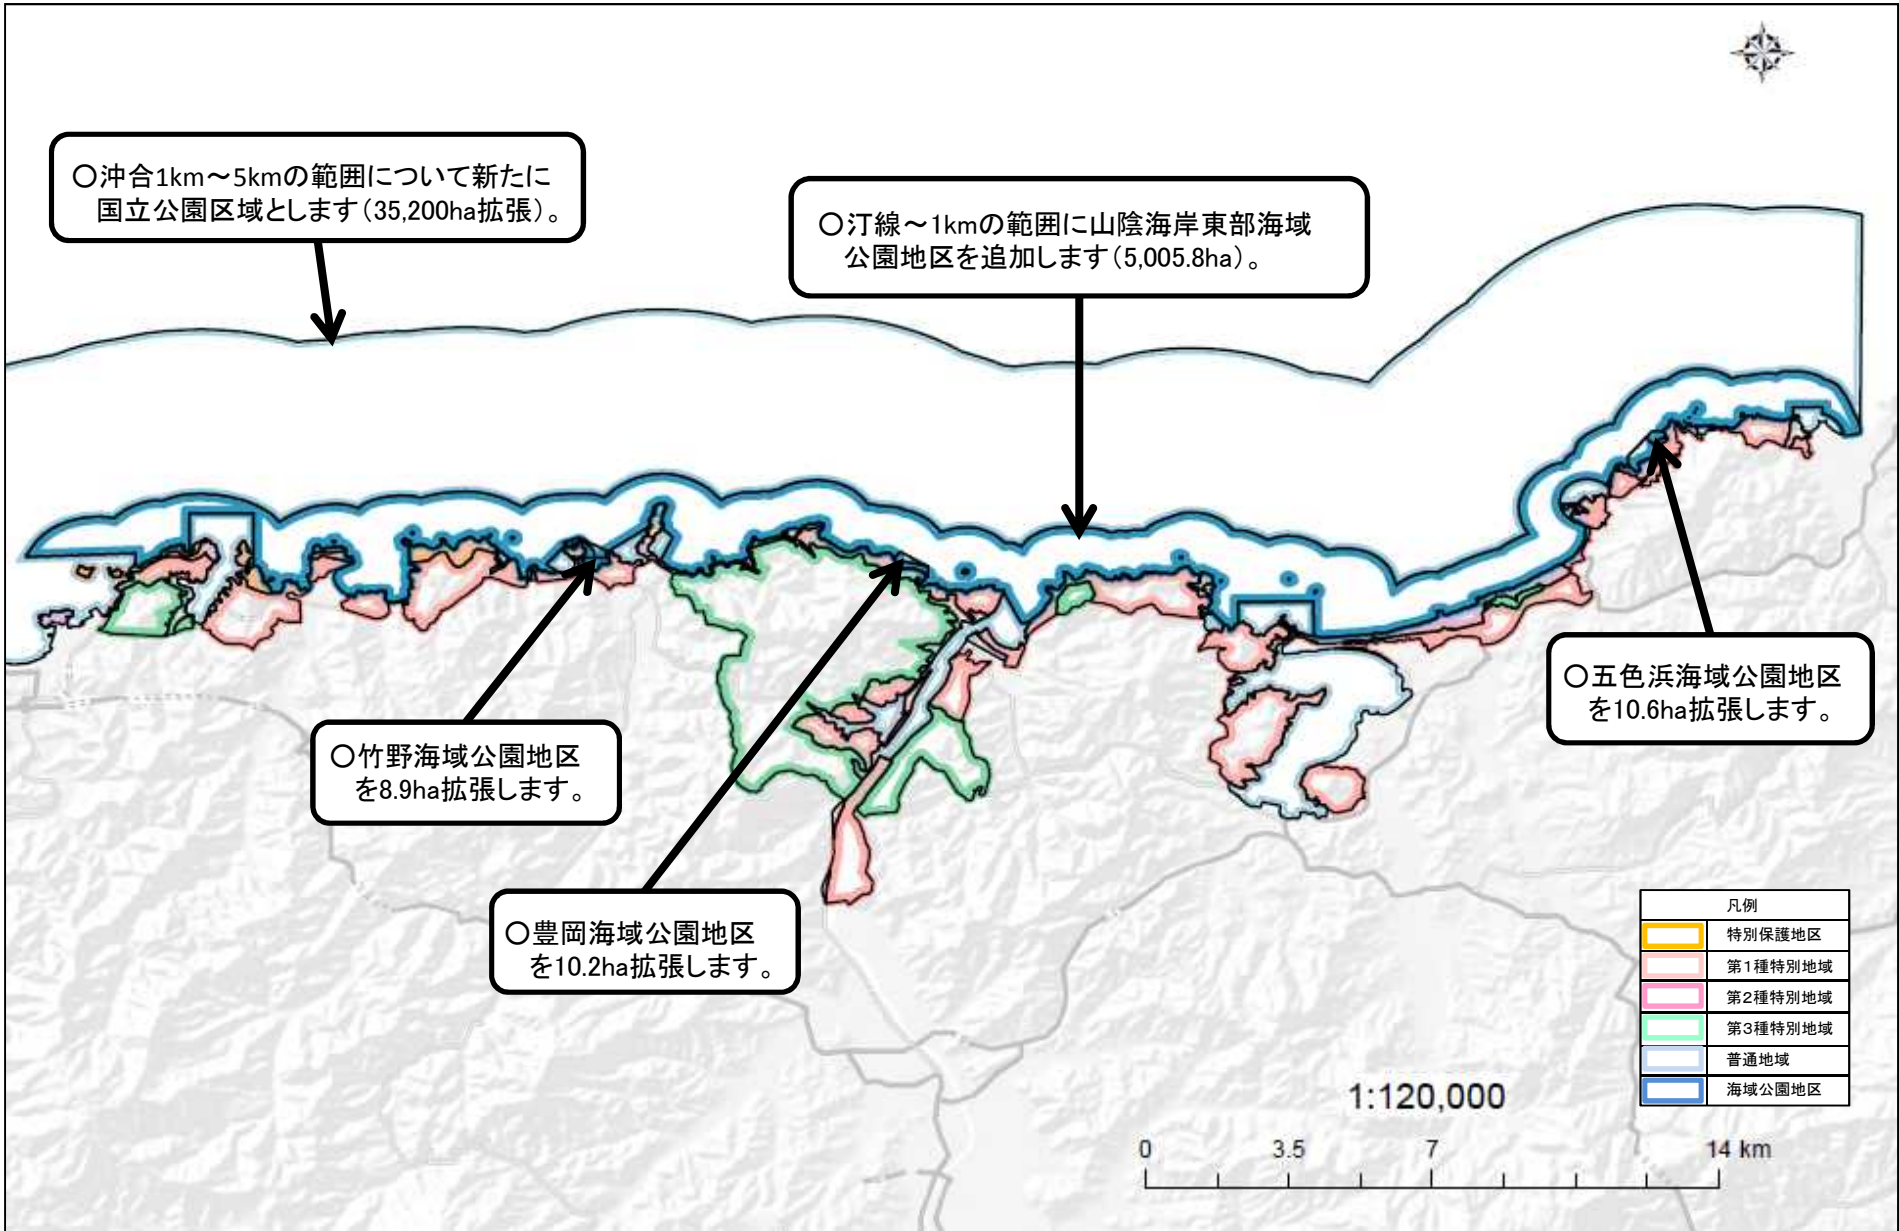 〇沖合1km～5kmの範囲について新たに
国立公園区域とします（35,200ha拡張）。
〇汀線～1kmの範囲に山陰海岸東部海域
公園地区を追加します（5,005.8ha）。
〇竹野海域公園地区
を8.9ha拡張します。
〇豊岡海域公園地区
を10.2ha拡張します。
〇五色浜海域公園地区
を10.6ha拡張します。
凡例
特別保護地区
第1種特別地域
第2種特別地域
第3種特別地域
普通地域
海域公園地区
1:120,000
0 3.5 7 14 km